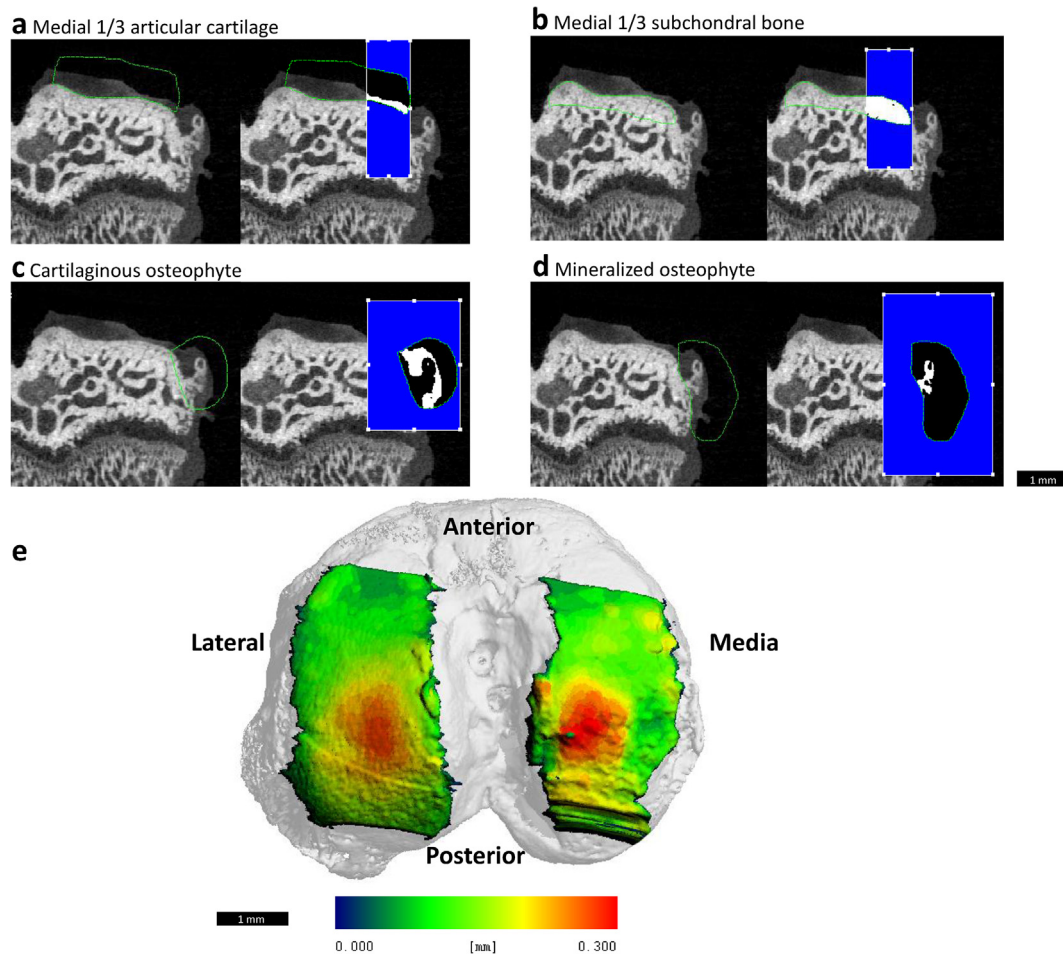 a Medial 1/3 articular cartilage
b Medial 1/3 subchondral bone
c Cartilaginous osteophyte
d Mineralized osteophyte
1 mm
e
Anterior
Lateral
Media
Posterior
1 mm
0.000 [mm] 0.300